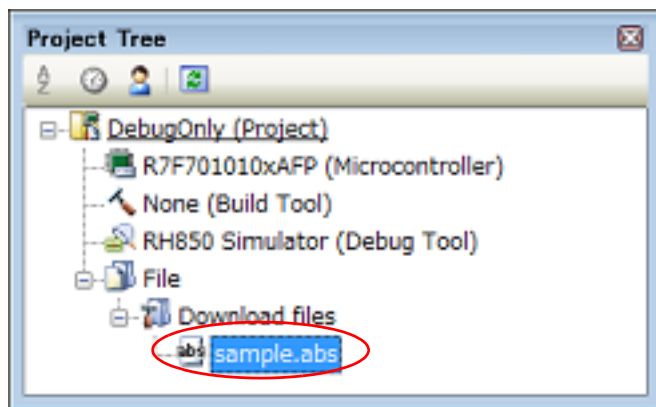 Project Tree
DebugOnly (Project)
R7F701010xAFP (Microcontroller)
None (Build Tool)
RH850 Simulator (Debug Tool)
File
Download files
abs sample.abs